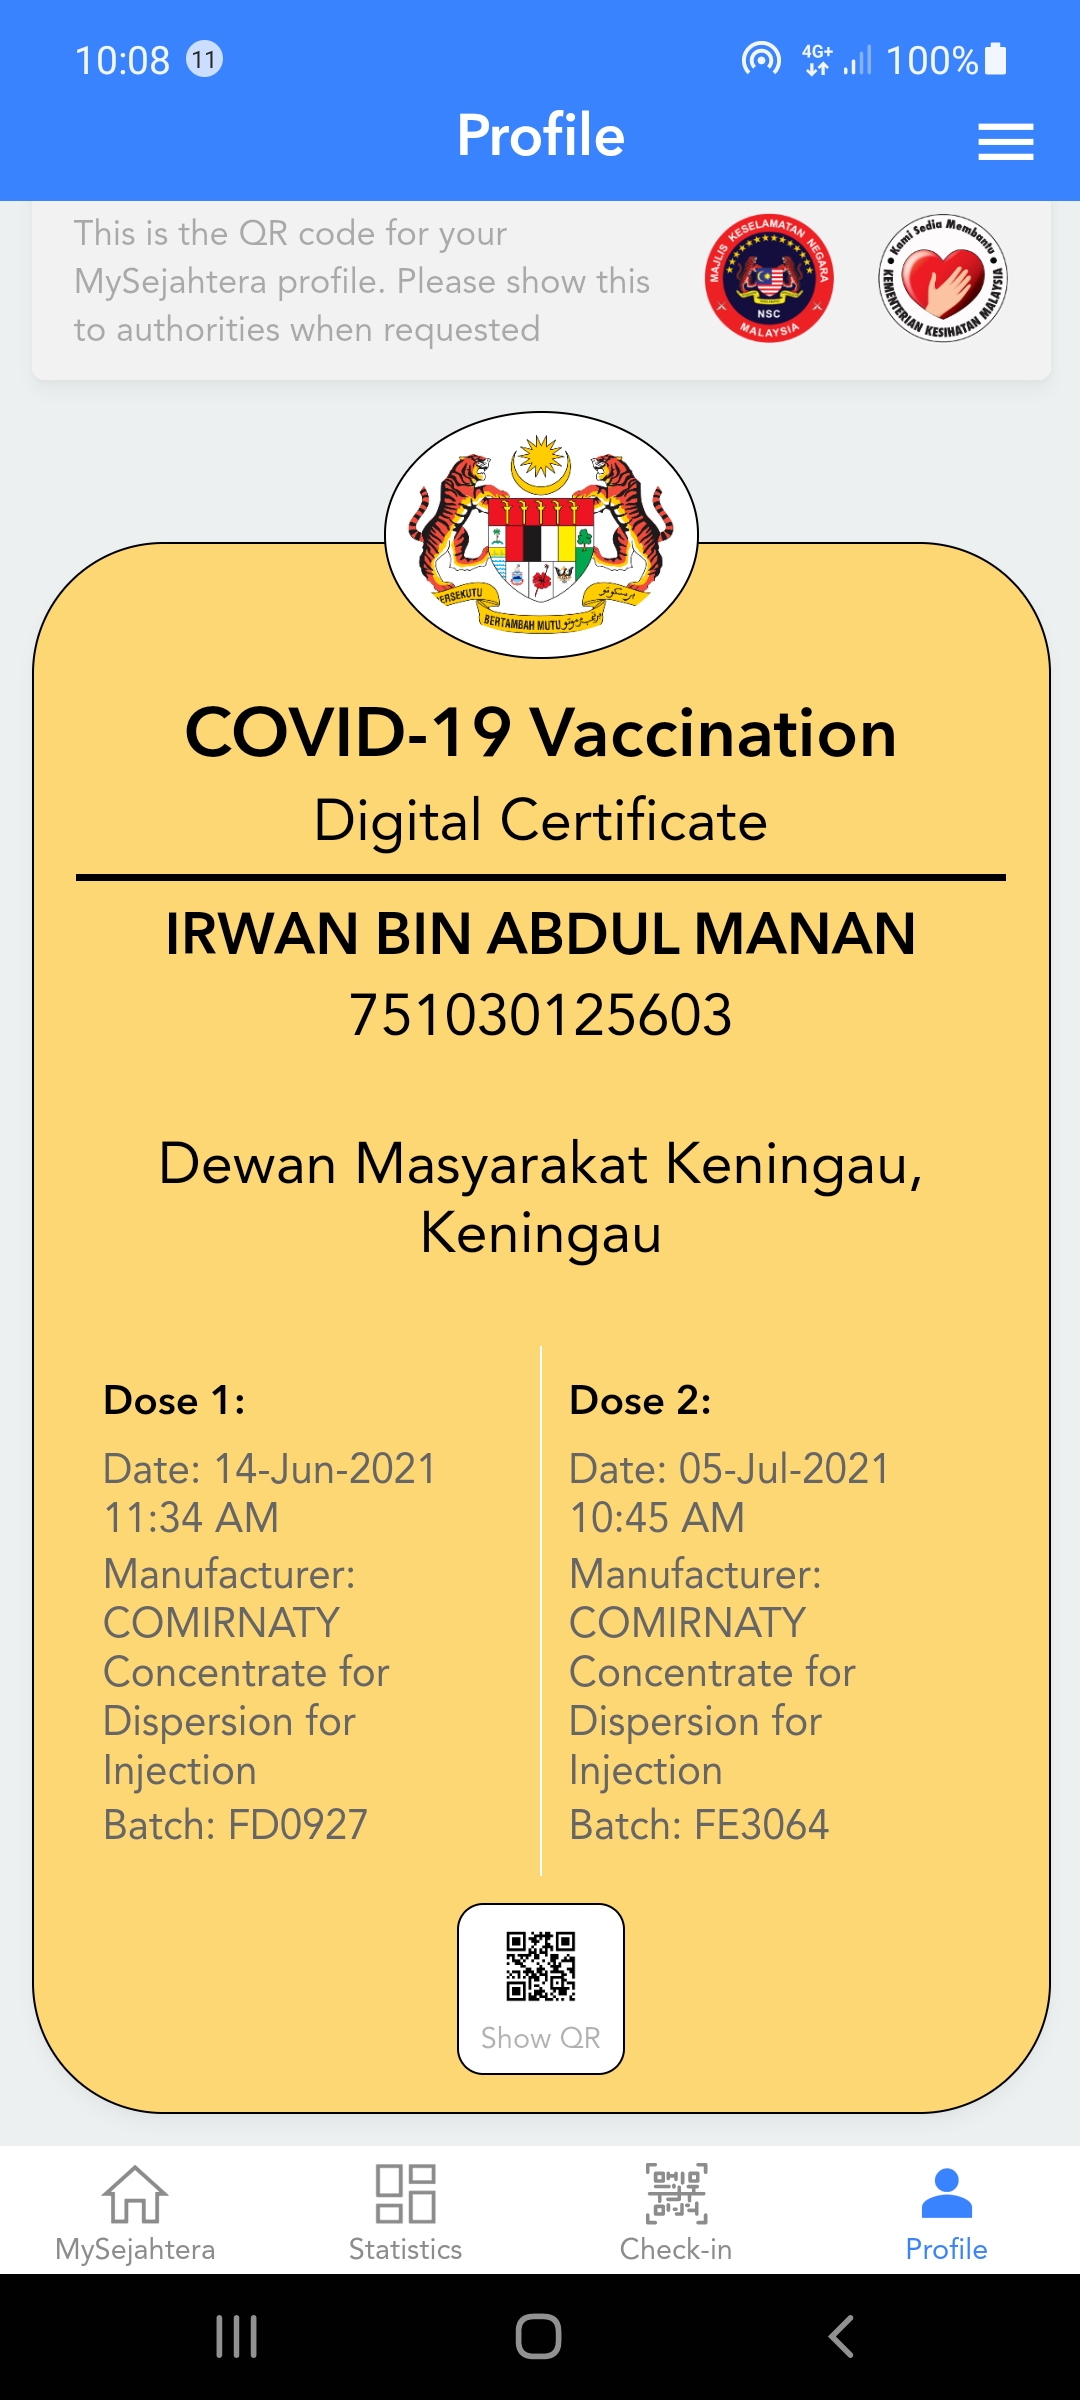 10:08 11 4G+ 100%
Profile
This is the QR code for your
MySejahtera profile. Please show this
to authorities when requested
MAJLIS KESELAMATAN NEGARA
NSC
MALAYSIA
Kami Sedia Membantu
KEMENTERIAN KESIHATAN MALAYSIA
BERTAMBAH MUTU
COVID-19 Vaccination
Digital Certificate
IRWAN BIN ABDUL MANAN
751030125603
Dewan Masyarakat Keningau,
Keningau
Dose 1:
Date: 14-Jun-2021
11:34 AM
Manufacturer:
COMIRNATY
Concentrate for
Dispersion for
Injection
Batch: FD0927
Dose 2:
Date: 05-Jul-2021
10:45 AM
Manufacturer:
COMIRNATY
Concentrate for
Dispersion for
Injection
Batch: FE3064
Show QR
MySejahtera
Statistics
Check-in
Profile